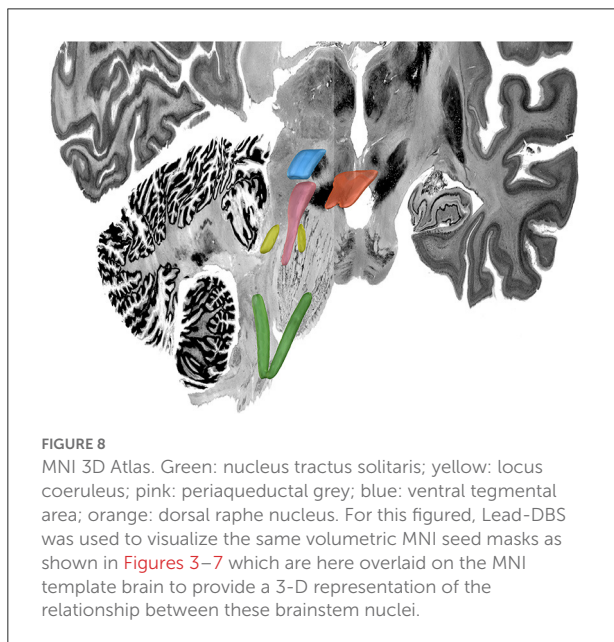 FIGURE 8
MNI 3D Atlas. Green: nucleus tractus solitaris; yellow: locus
coeruleus; pink: periaqueductal grey; blue: ventral tegmental
area; orange: dorsal raphe nucleus. For this figured, Lead-DBS
was used to visualize the same volumetric MNI seed masks as
shown in Figures 3–7 which are here overlaid on the MNI
template brain to provide a 3-D representation of the
relationship between these brainstem nuclei.